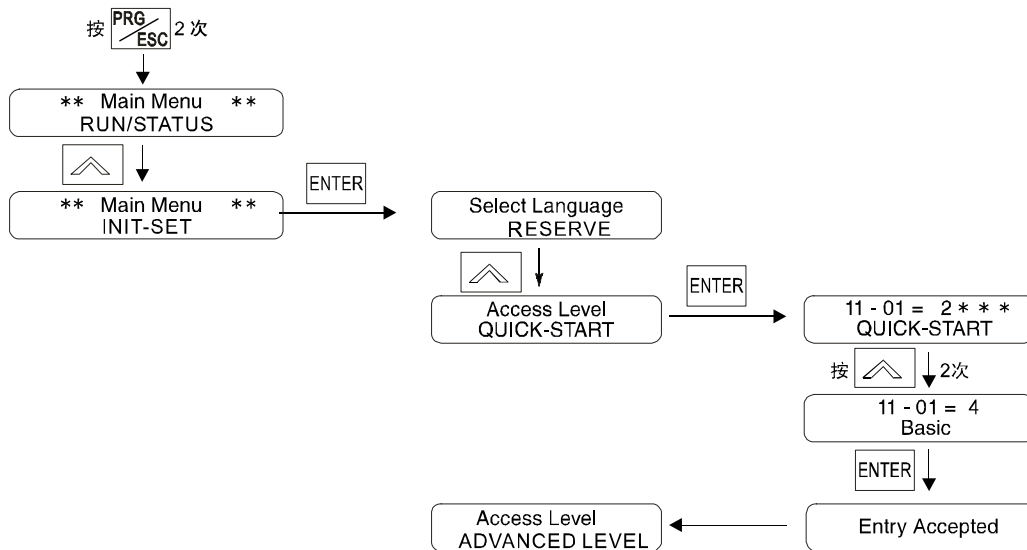 按 PRG/ESC 2 次
** Main Menu **
RUN/STATUS
** Main Menu **
INIT-SET
ENTER
Select Language
RESERVE
Access Level
QUICK-START
ENTER
11 - 01 = 2 * * *
QUICK-START
按 2次
11 - 01 = 4
Basic
ENTER
Entry Accepted
Access Level
ADVANCED LEVEL